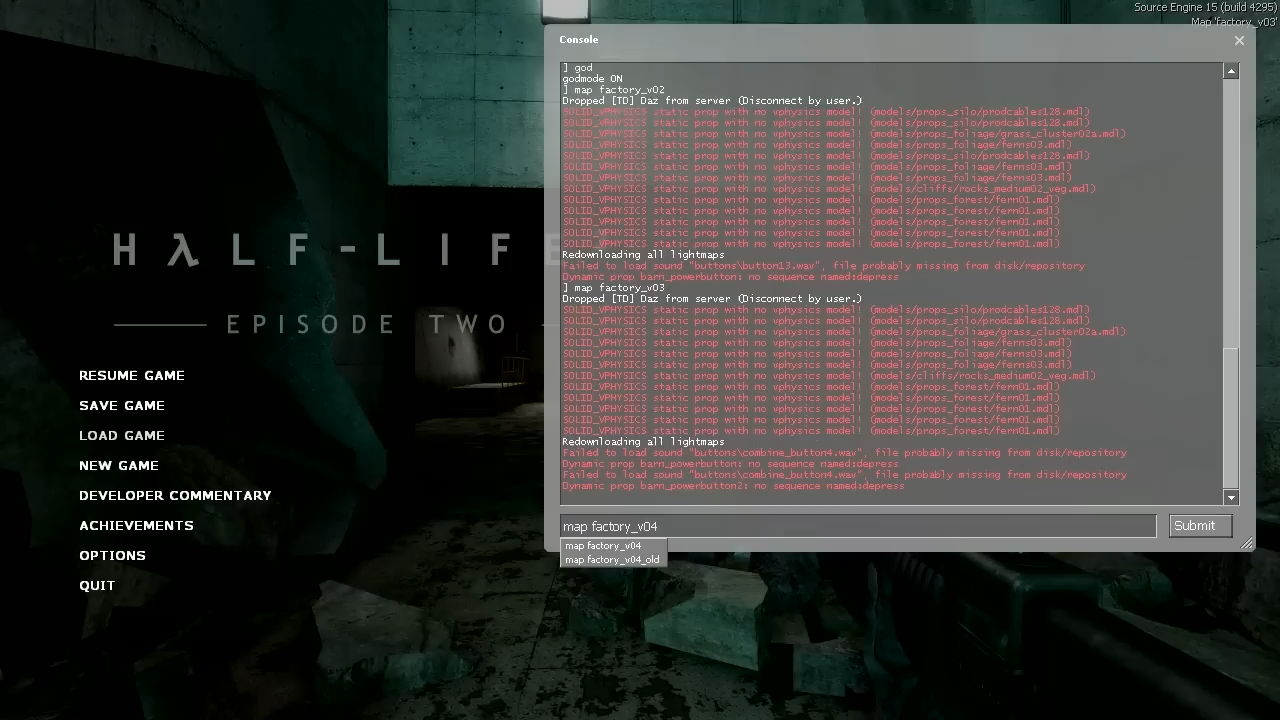 Source Engine 15 (build 4295)
Map 'factory_v03'
Console
] god
godmode ON
] map factory_v02
Dropped [TD] Daz from server (Disconnect by user.)
SOLID_VPHYSICS static prop with no vphysics model! (models/props_silo/prodcables128.mdl)
SOLID_VPHYSICS static prop with no vphysics model! (models/props_silo/prodcables128.mdl)
SOLID_VPHYSICS static prop with no vphysics model! (models/props_foliage/grass_cluster02a.mdl)
SOLID_VPHYSICS static prop with no vphysics model! (models/props_foliage/ferns03.mdl)
SOLID_VPHYSICS static prop with no vphysics model! (models/props_silo/prodcables128.mdl)
SOLID_VPHYSICS static prop with no vphysics model! (models/props_foliage/ferns03.mdl)
SOLID_VPHYSICS static prop with no vphysics model! (models/props_foliage/ferns03.mdl)
SOLID_VPHYSICS static prop with no vphysics model! (models/cliffs/rocks_medium02_veg.mdl)
SOLID_VPHYSICS static prop with no vphysics model! (models/props_forest/fern01.mdl)
SOLID_VPHYSICS static prop with no vphysics model! (models/props_forest/fern01.mdl)
SOLID_VPHYSICS static prop with no vphysics model! (models/props_forest/fern01.mdl)
SOLID_VPHYSICS static prop with no vphysics model! (models/props_forest/fern01.mdl)
SOLID_VPHYSICS static prop with no vphysics model! (models/props_forest/fern01.mdl)
Redownloading all lightmaps
Failed to load sound "buttons\button13.wav", file probably missing from disk/repository
Dynamic prop barn_powerbutton: no sequence named:depress
] map factory_v03
Dropped [TD] Daz from server (Disconnect by user.)
SOLID_VPHYSICS static prop with no vphysics model! (models/props_silo/prodcables128.mdl)
SOLID_VPHYSICS static prop with no vphysics model! (models/props_silo/prodcables128.mdl)
SOLID_VPHYSICS static prop with no vphysics model! (models/props_foliage/grass_cluster02a.mdl)
SOLID_VPHYSICS static prop with no vphysics model! (models/props_foliage/ferns03.mdl)
SOLID_VPHYSICS static prop with no vphysics model! (models/props_foliage/ferns03.mdl)
SOLID_VPHYSICS static prop with no vphysics model! (models/props_foliage/ferns03.mdl)
SOLID_VPHYSICS static prop with no vphysics model! (models/cliffs/rocks_medium02_veg.mdl)
SOLID_VPHYSICS static prop with no vphysics model! (models/props_forest/fern01.mdl)
SOLID_VPHYSICS static prop with no vphysics model! (models/props_forest/fern01.mdl)
SOLID_VPHYSICS static prop with no vphysics model! (models/props_forest/fern01.mdl)
SOLID_VPHYSICS static prop with no vphysics model! (models/props_forest/fern01.mdl)
SOLID_VPHYSICS static prop with no vphysics model! (models/props_forest/fern01.mdl)
Redownloading all lightmaps
Failed to load sound "buttons\combine_button4.wav", file probably missing from disk/repository
Dynamic prop barn_powerbutton: no sequence named:depress
Failed to load sound "buttons\combine_button4.wav", file probably missing from disk/repository
Dynamic prop barn_powerbutton2: no sequence named:depress
map factory_v04
Submit
map factory_v04
map factory_v04_old
HλLF-LIFE
EPISODE TWO
RESUME GAME
SAVE GAME
LOAD GAME
NEW GAME
DEVELOPER COMMENTARY
ACHIEVEMENTS
OPTIONS
QUIT